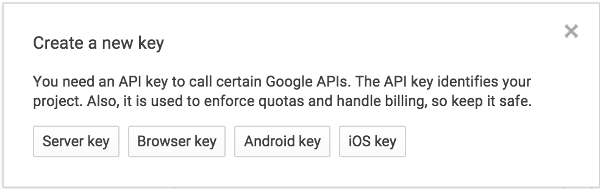 Create a new key
You need an API key to call certain Google APIs. The API key identifies your
project. Also, it is used to enforce quotas and handle billing, so keep it safe.
Server key Browser key Android key iOS key